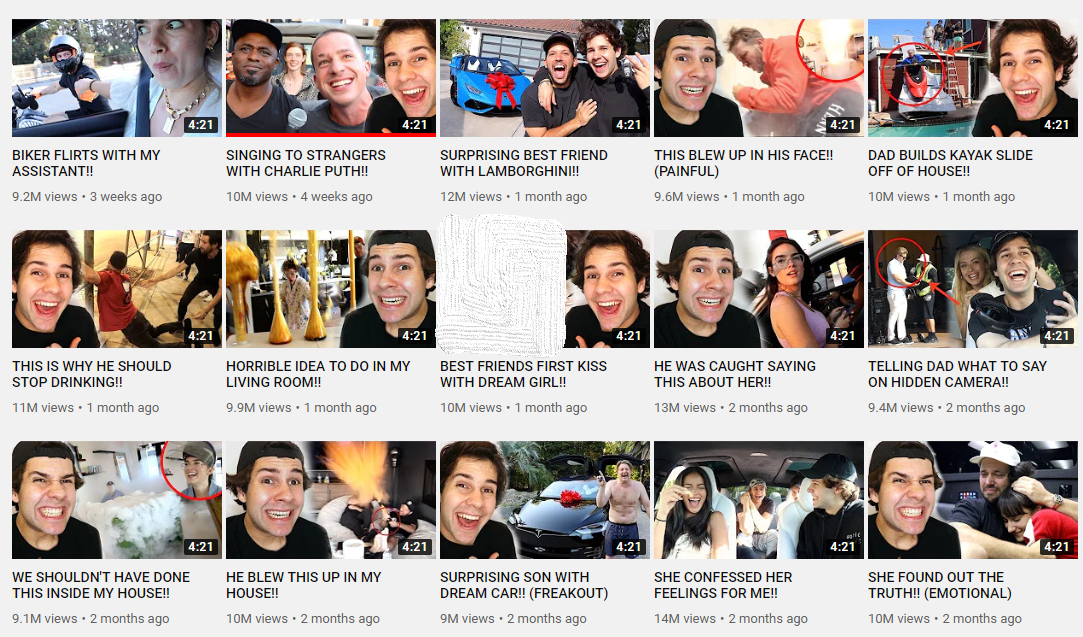 4:21
4:21
4:21
4:21
4:21
BIKER FLIRTS WITH MY
ASSISTANT!!
9.2M views • 3 weeks ago
SINGING TO STRANGERS
WITH CHARLIE PUTH!!
10M views • 4 weeks ago
SURPRISING BEST FRIEND
WITH LAMBORGHINI!!
12M views • 1 month ago
THIS BLEW UP IN HIS FACE!!
(PAINFUL)
9.6M views • 1 month ago
DAD BUILDS KAYAK SLIDE
OFF OF HOUSE!!
10M views • 1 month ago
4:21
4:21
4:21
4:21
4:21
THIS IS WHY HE SHOULD
STOP DRINKING!!
11M views • 1 month ago
HORRIBLE IDEA TO DO IN MY
LIVING ROOM!!
9.9M views • 1 month ago
BEST FRIENDS FIRST KISS
WITH DREAM GIRL!!
10M views • 1 month ago
HE WAS CAUGHT SAYING
THIS ABOUT HER!!
13M views • 2 months ago
TELLING DAD WHAT TO SAY
ON HIDDEN CAMERA!!
9.4M views • 2 months ago
4:21
4:21
4:21
4:21
4:21
WE SHOULDN'T HAVE DONE
THIS INSIDE MY HOUSE!!
9.1M views • 2 months ago
HE BLEW THIS UP IN MY
HOUSE!!
10M views • 2 months ago
SURPRISING SON WITH
DREAM CAR!! (FREAKOUT)
9M views • 2 months ago
SHE CONFESSED HER
FEELINGS FOR ME!!
14M views • 2 months ago
SHE FOUND OUT THE
TRUTH!! (EMOTIONAL)
10M views • 2 months ago